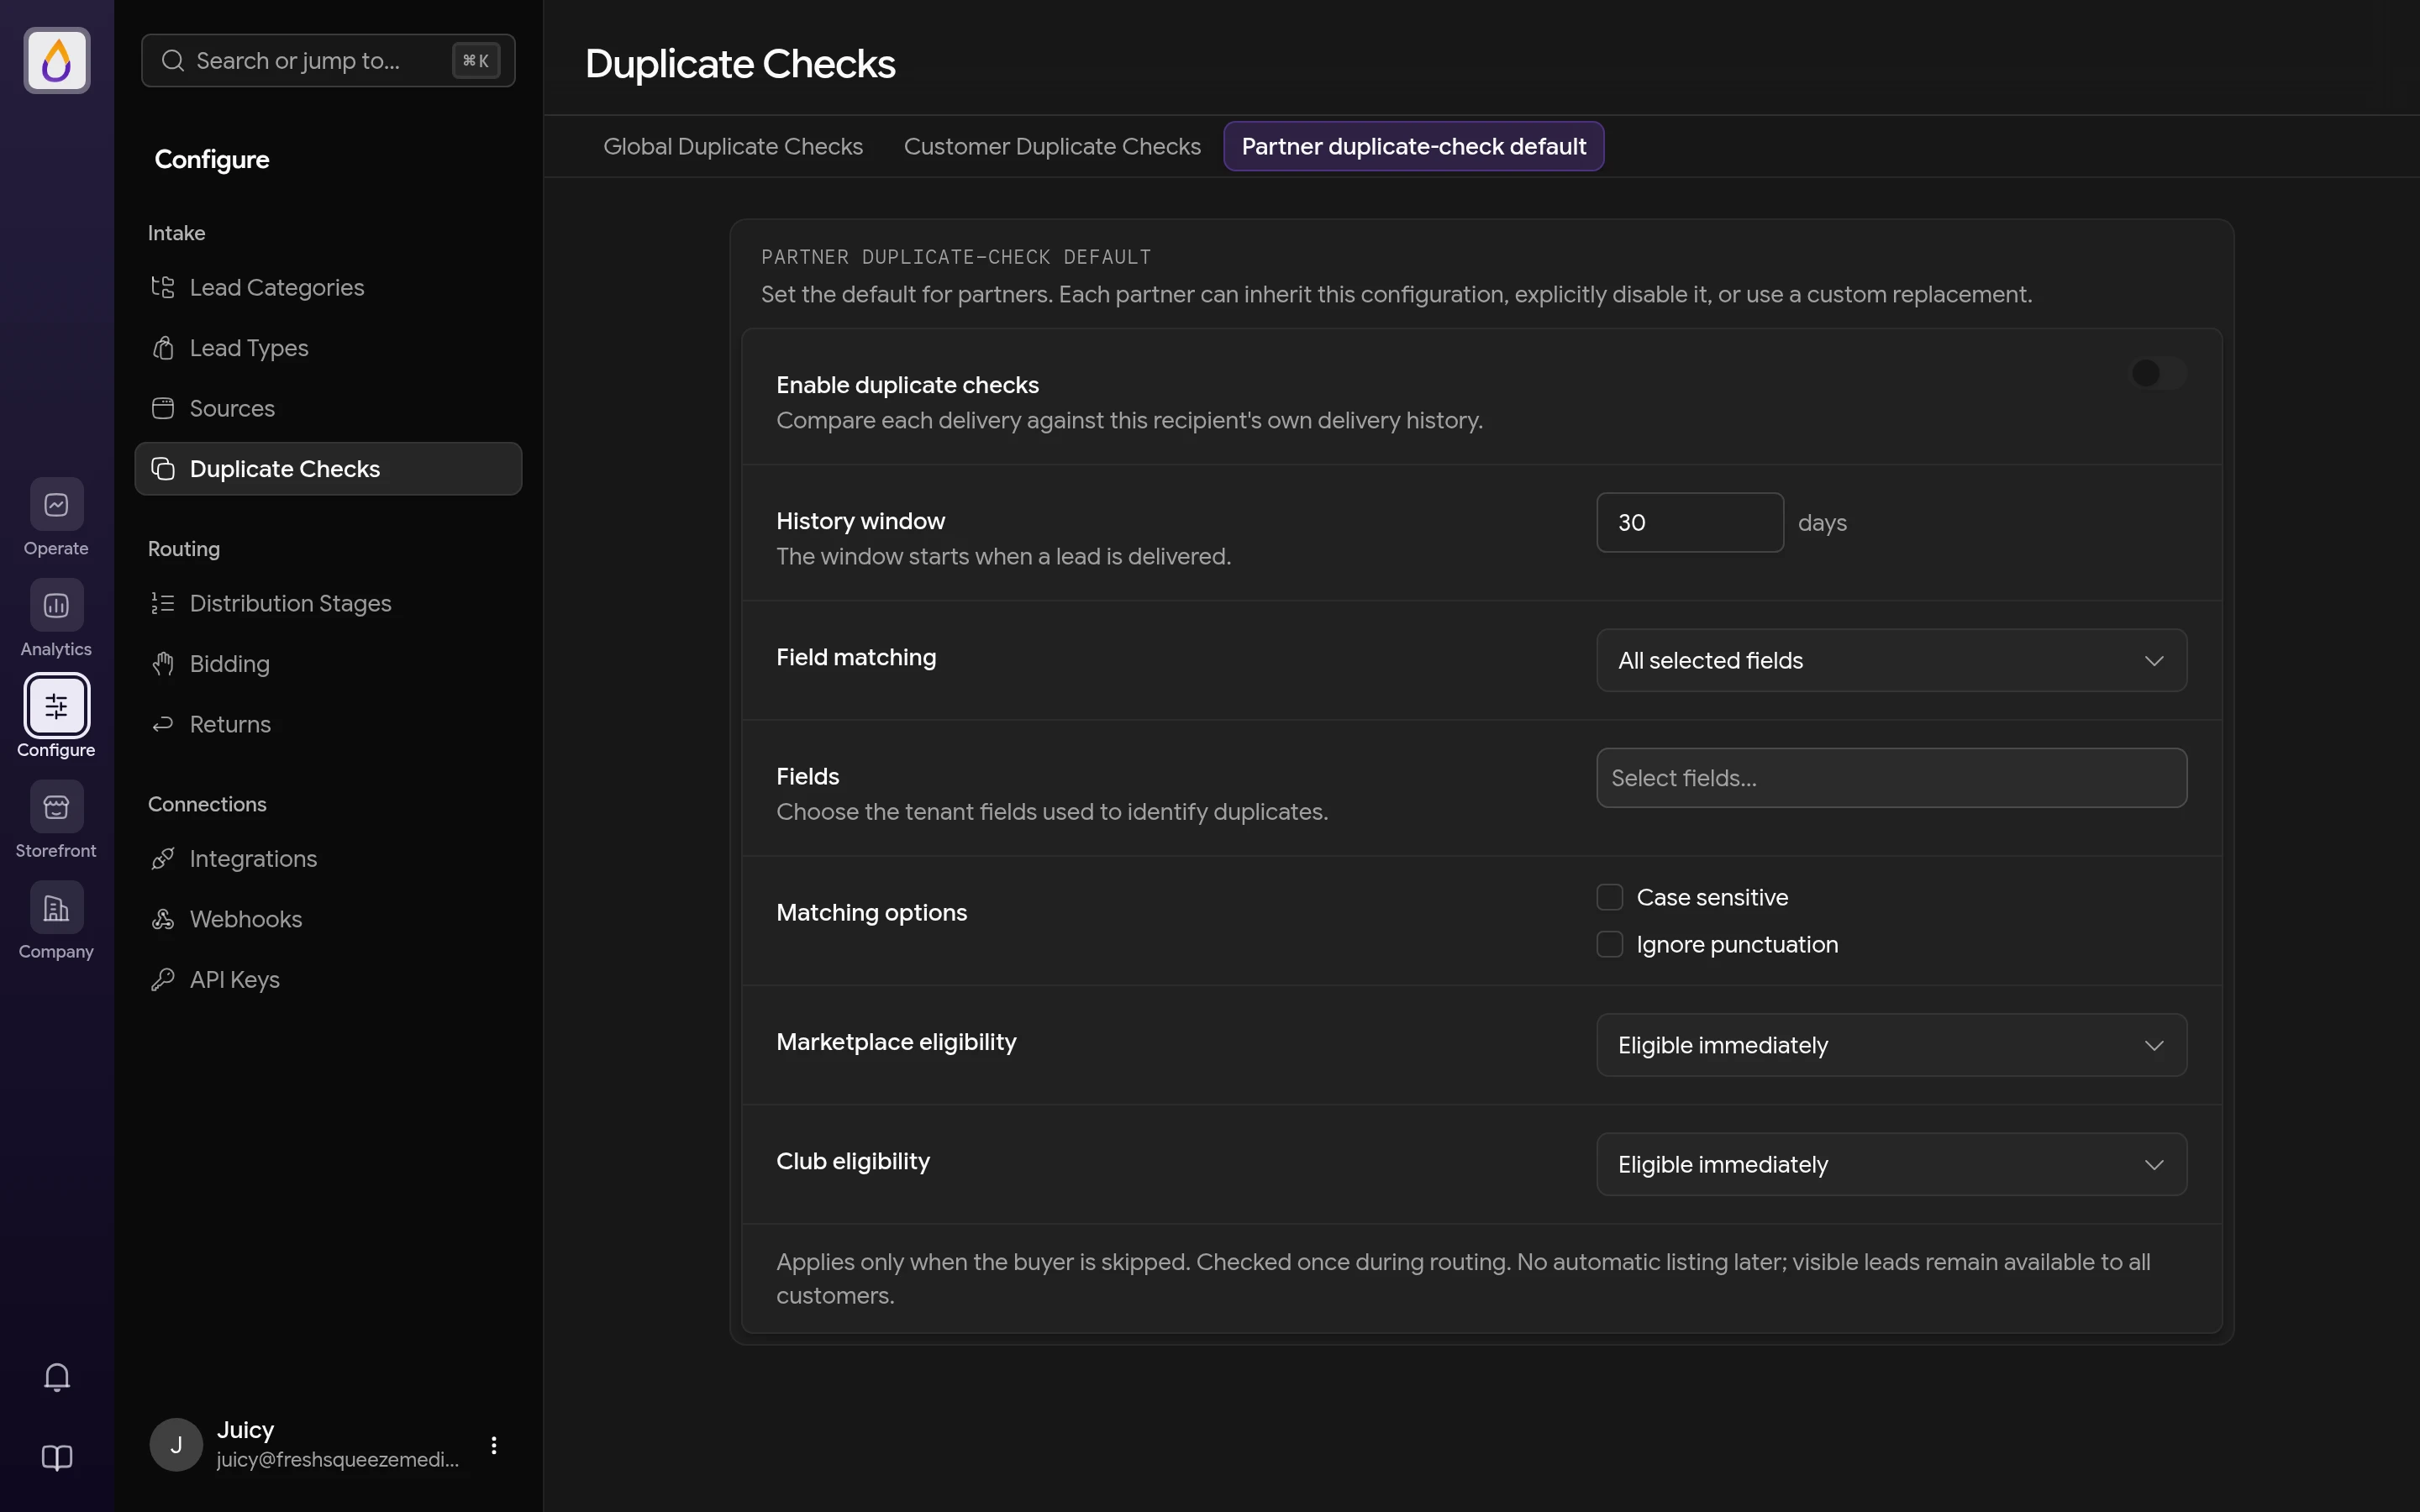 Search or jump to...
⌘K
Configure
Intake
Lead Categories
Lead Types
Sources
Duplicate Checks
Routing
Distribution Stages
Bidding
Returns
Connections
Integrations
Webhooks
API Keys
Operate
Analytics
Configure
Storefront
Company
J
Juicy
juicy@freshsqueezemedi...
Duplicate Checks
Global Duplicate Checks
Customer Duplicate Checks
Partner duplicate-check default
PARTNER DUPLICATE-CHECK DEFAULT
Set the default for partners. Each partner can inherit this configuration, explicitly disable it, or use a custom replacement.
Enable duplicate checks
Compare each delivery against this recipient's own delivery history.
History window
The window starts when a lead is delivered.
30
days
Field matching
All selected fields
Fields
Choose the tenant fields used to identify duplicates.
Select fields...
Matching options
Case sensitive
Ignore punctuation
Marketplace eligibility
Eligible immediately
Club eligibility
Eligible immediately
Applies only when the buyer is skipped. Checked once during routing. No automatic listing later; visible leads remain available to all
customers.